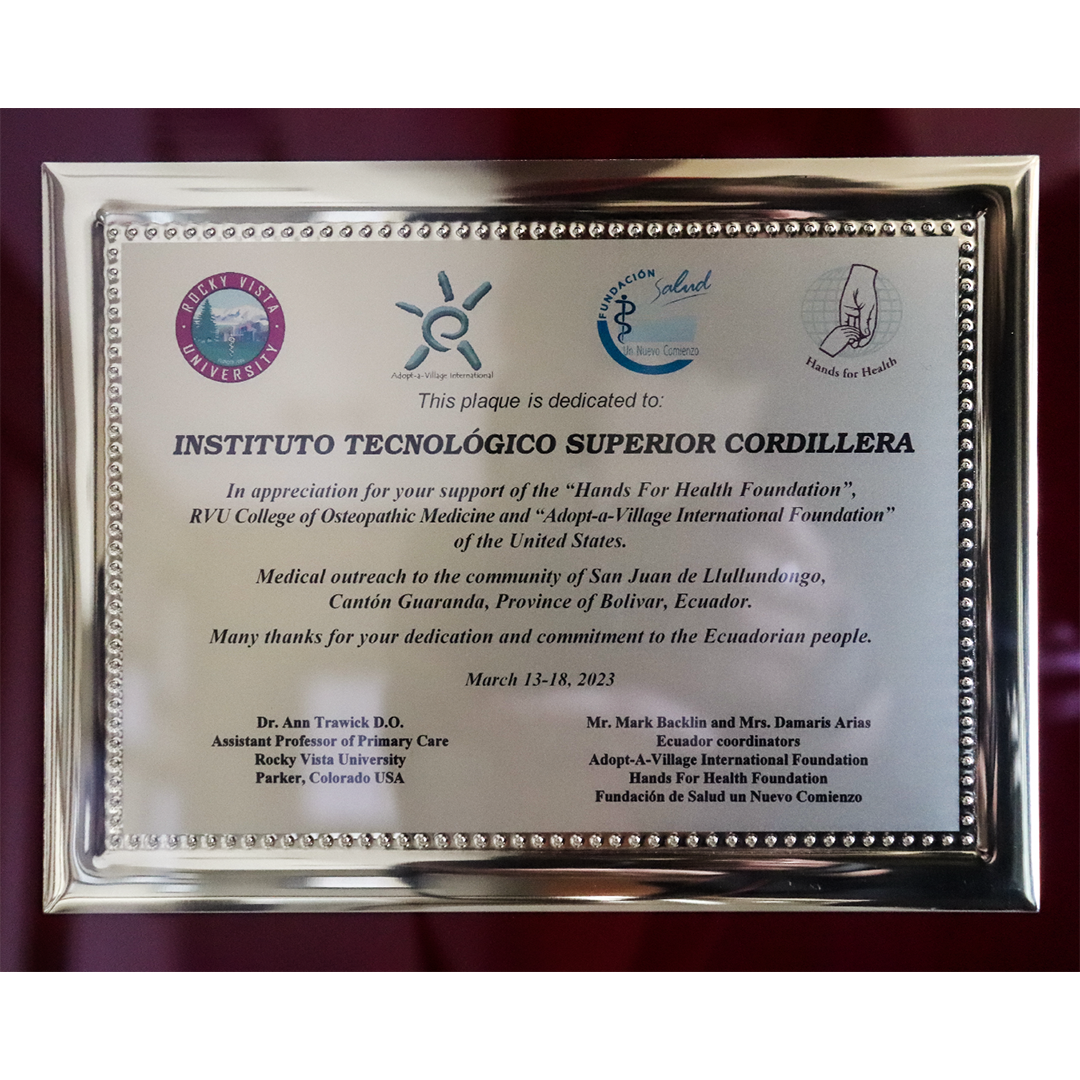 ROCKY VISTA
UNIVERSITY
Adopt-a-Village International
FUNDACIÓN
Salud
Un Nuevo Comienzo
Hands for Health
This plaque is dedicated to:
INSTITUTO TECNOLÓGICO SUPERIOR CORDILLERA
In appreciation for your support of the “Hands For Health Foundation”,
RVU College of Osteopathic Medicine and “Adopt-a-Village International Foundation”
of the United States.
Medical outreach to the community of San Juan de Llullundongo,
Cantón Guaranda, Province of Bolivar, Ecuador.
Many thanks for your dedication and commitment to the Ecuadorian people.
March 13-18, 2023
Dr. Ann Trawick D.O.
Assistant Professor of Primary Care
Rocky Vista University
Parker, Colorado USA
Mr. Mark Backlin and Mrs. Damaris Arias
Ecuador coordinators
Adopt-A-Village International Foundation
Hands For Health Foundation
Fundación de Salud un Nuevo Comienzo